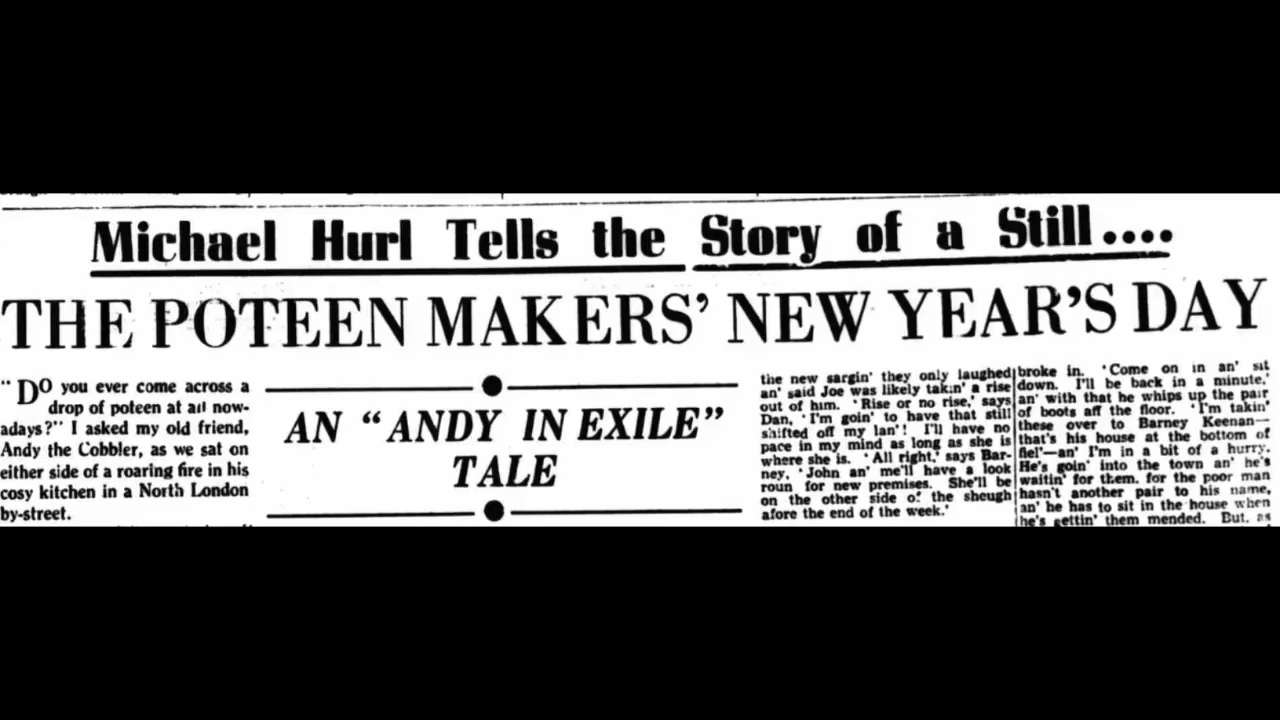 Michael Hurl Tells the Story of a Still....
THE POTEEN MAKERS' NEW YEAR'S DAY
"DO you ever come across a
drop of poteen at all now-
adays?" I asked my old friend,
Andy the Cobbler, as we sat on
either side of a roaring fire in his
cosy kitchen in a North London
by-street.
AN "ANDY IN EXILE"
TALE
the new sargin' they only laughed
an' said Joe was likely takin' a rise
out of him. 'Rise or no rise,' says
Dan, 'I'm goin' to have that still
shifted off my lan'! I'll have no
pace in my mind as long as she is
where she is. 'All right,' says Bar-
ney, 'John an' me'll have a look
roun for new premises. She'll be
on the other side of the sheugh
afore the end of the week.'
broke in. 'Come on in an' sit
down. I'll be back in a minute,'
an' with that he whips up the pair
of boots aff the floor. 'I'm takin'
these over to Barney Keenan—
that's his house at the bottom of
fiel'—an' I'm in a bit of a hurry.
He's goin' into the town an' he's
waitin' for them. for the poor man
hasn't another pair to his name,
an' he has to sit in the house when
he's gettin' them mended. But, as